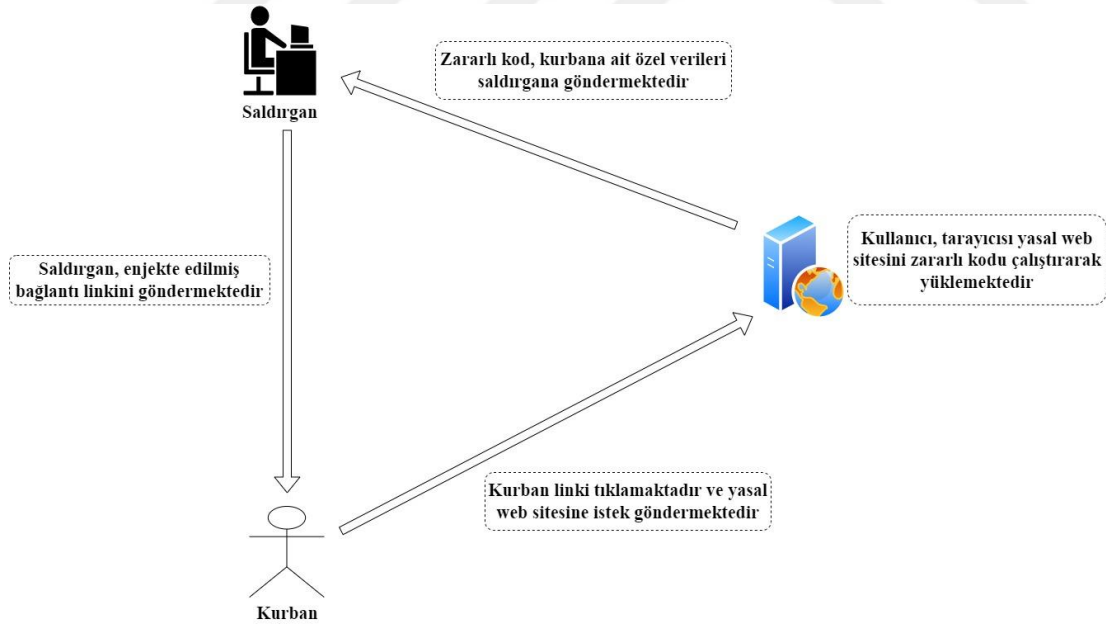 Zararlı kod, kurbana ait özel verileri
saldırgana göndermektedir
Saldırgan
Kullanıcı, tarayıcısı yasal web
sitesini zararlı kodu çalıştırarak
yüklemektedir
Saldırgan, enjekte edilmiş
bağlantı linkini göndermektedir
Kurban linki tıklamaktadır ve yasal
web sitesine istek göndermektedir
Kurban